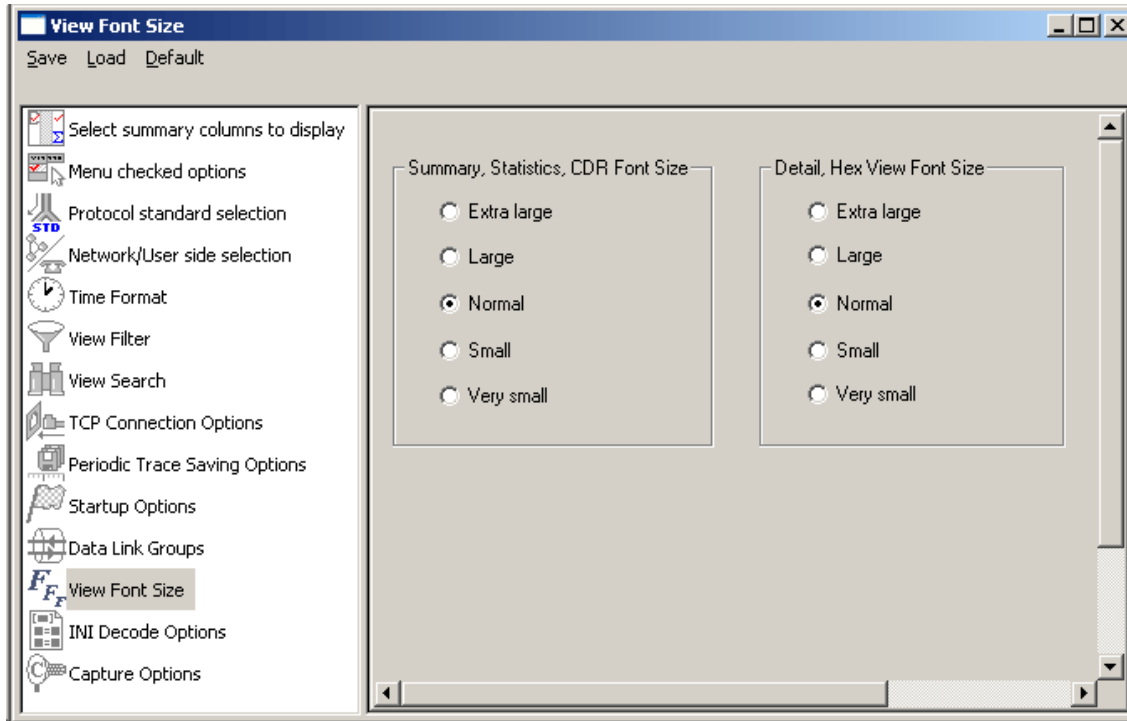 View Font Size
Save Load Default
Select summary columns to display
Menu checked options
Protocol standard selection
STD
Network/User side selection
Time Format
View Filter
View Search
TCP Connection Options
Periodic Trace Saving Options
Startup Options
Data Link Groups
FFF View Font Size
INI Decode Options
C Capture Options
Summary, Statistics, CDR Font Size
Extra large
Large
Normal
Small
Very small
Detail, Hex View Font Size
Extra large
Large
Normal
Small
Very small